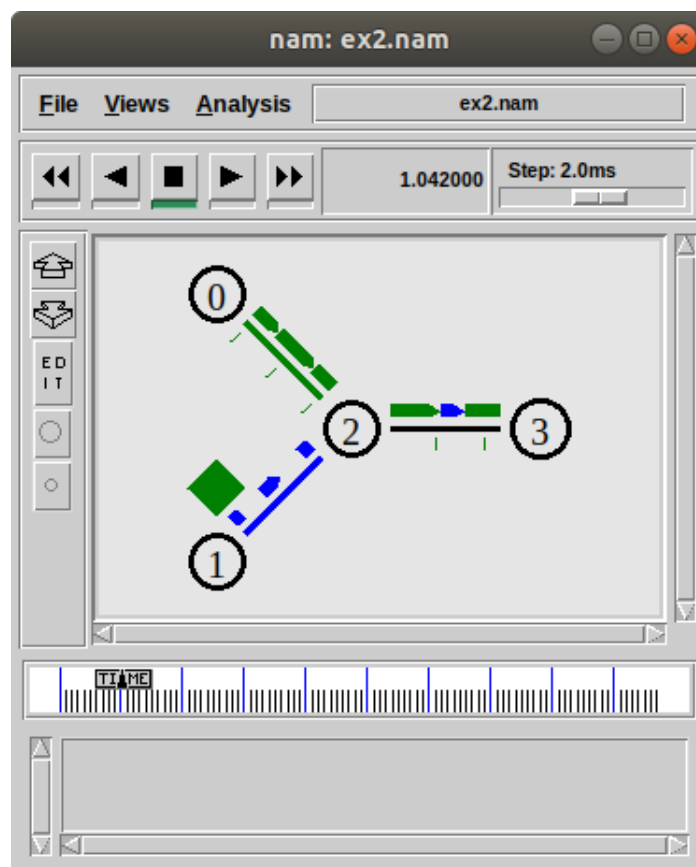 nam: ex2.nam
File Views Analysis ex2.nam
1.042000 Step: 2.0ms
ED
IT
0
2 3
1
TIME